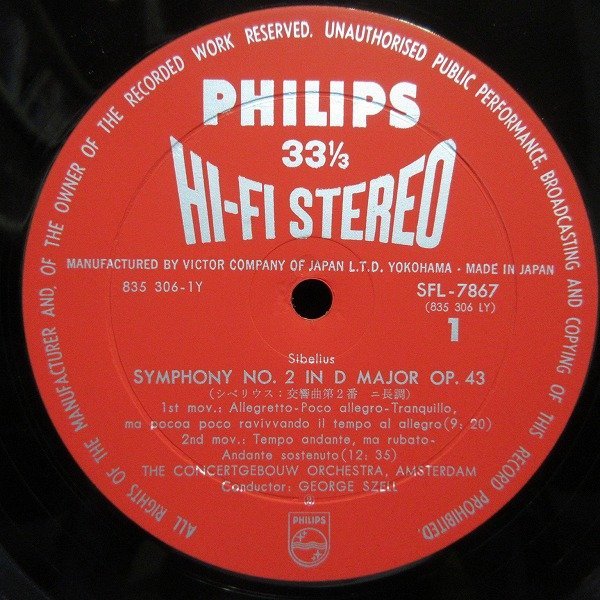 ALL RIGHTS OF THE MANUFACTURER AND OF THE OWNER OF THE RECORDED WORK RESERVED. UNAUTHORISED PUBLIC PERFORMANCE, BROADCASTING AND COPYING OF THIS RECORD PROHIBITED.
PHILIPS
33⅓
HI-FI STEREO
MANUFACTURED BY VICTOR COMPANY OF JAPAN L.T.D. YOKOHAMA · MADE IN JAPAN
835 306-1Y
SFL-7867
(835 306 LY)
1
Sibelius
SYMPHONY NO. 2 IN D MAJOR OP. 43
(シベリウス：交響曲第2番 ニ長調)
1st mov.: Allegretto-Poco allegro-Tranquillo,
ma pocoa poco ravivvando il tempo al allegro(9: 20)
2nd mov.: Tempo andante, ma rubato-
Andante sostenuto(12: 35)
THE CONCERTGEBOUW ORCHESTRA, AMSTERDAM
Conductor: GEORGE SZELL
PHILIPS